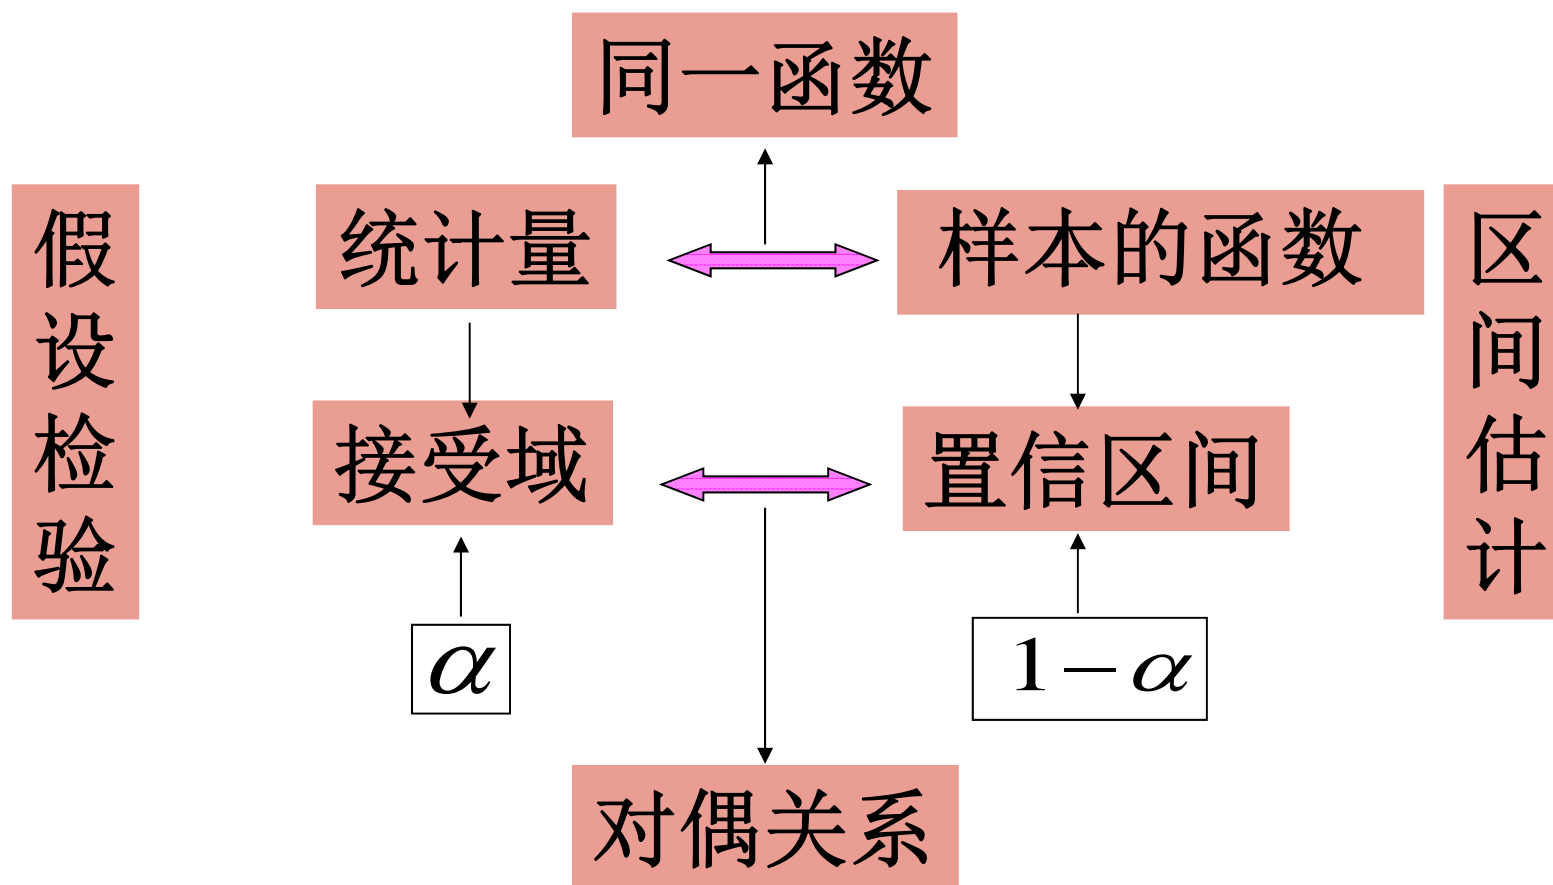 同一函数
假设检验
统计量
样本的函数
区间估计
接受域
置信区间
α
1－α
对偶关系